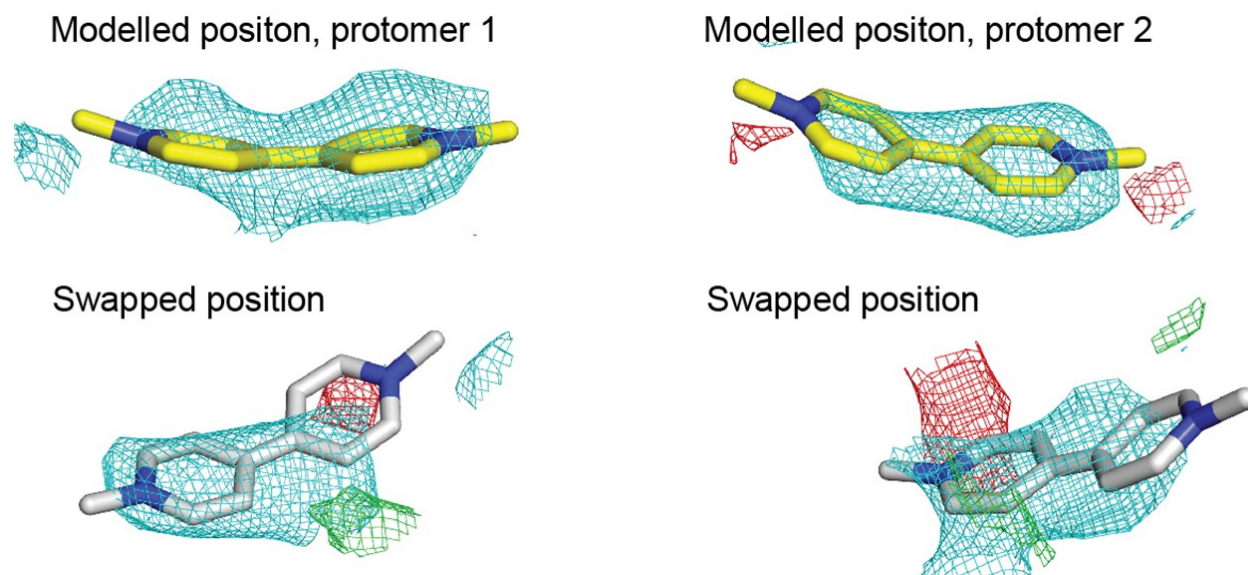 Modelled positon, protomer 1
Modelled positon, protomer 2
Swapped position
Swapped position